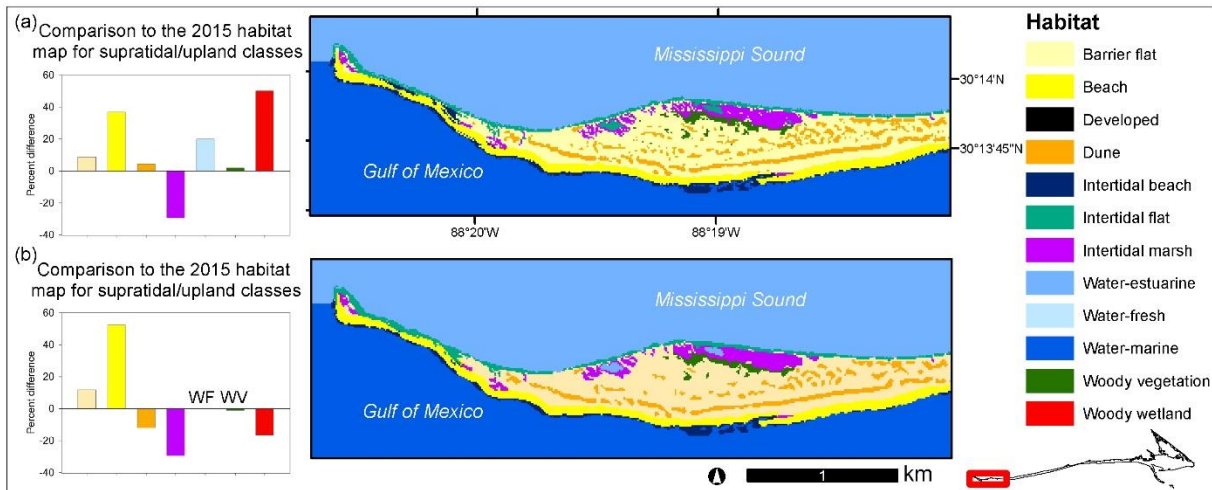 (a)
Comparison to the 2015 habitat
map for supratidal/upland classes
Percent difference
60
40
20
0
-20
-40
Mississippi Sound
Gulf of Mexico
30°14'N
30°13'45"N
88°20'W
88°19'W
(b)
Comparison to the 2015 habitat
map for supratidal/upland classes
Percent difference
60
40
20
0
-20
-40
WF WV
Mississippi Sound
Gulf of Mexico
1 km
Habitat
Barrier flat
Beach
Developed
Dune
Intertidal beach
Intertidal flat
Intertidal marsh
Water-estuarine
Water-fresh
Water-marine
Woody vegetation
Woody wetland